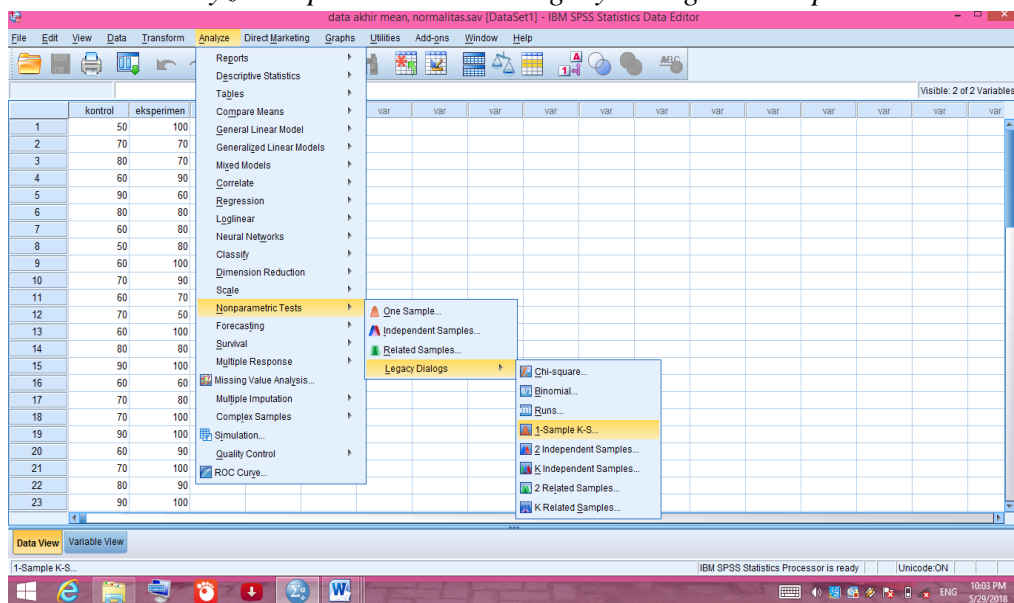 data akhir mean, normalitas.sav [DataSet1] - IBM SPSS Statistics Data Editor
File Edit View Data Transform Analyze Direct Marketing Graphs Utilities Add-ons Window Help
Visible: 2 of 2 Variables
kontrol eksperimen var var var var var var var var var var var var
1 50 100
2 70 70
3 80 70
4 60 90
5 90 60
6 80 80
7 60 80
8 50 80
9 60 100
10 70 90
11 60 70
12 70 50
13 60 100
14 80 80
15 90 100
16 60 60
17 70 80
18 70 100
19 90 100
20 60 90
21 70 100
22 80 90
23 90 100
Reports
Descriptive Statistics
Tables
Compare Means
General Linear Model
Generalized Linear Models
Mixed Models
Correlate
Regression
Loglinear
Neural Networks
Classify
Dimension Reduction
Scale
Nonparametric Tests
Forecasting
Survival
Multiple Response
Missing Value Analysis...
Multiple Imputation
Complex Samples
Simulation...
Quality Control
ROC Curve...
One Sample...
Independent Samples...
Related Samples...
Legacy Dialogs
Chi-square...
Binomial...
Runs...
1-Sample K-S...
2 Independent Samples...
K Independent Samples...
2 Related Samples...
K Related Samples...
Data View Variable View
1-Sample K-S...
IBM SPSS Statistics Processor is ready Unicode:ON
ENG 10:03 PM
5/29/2018